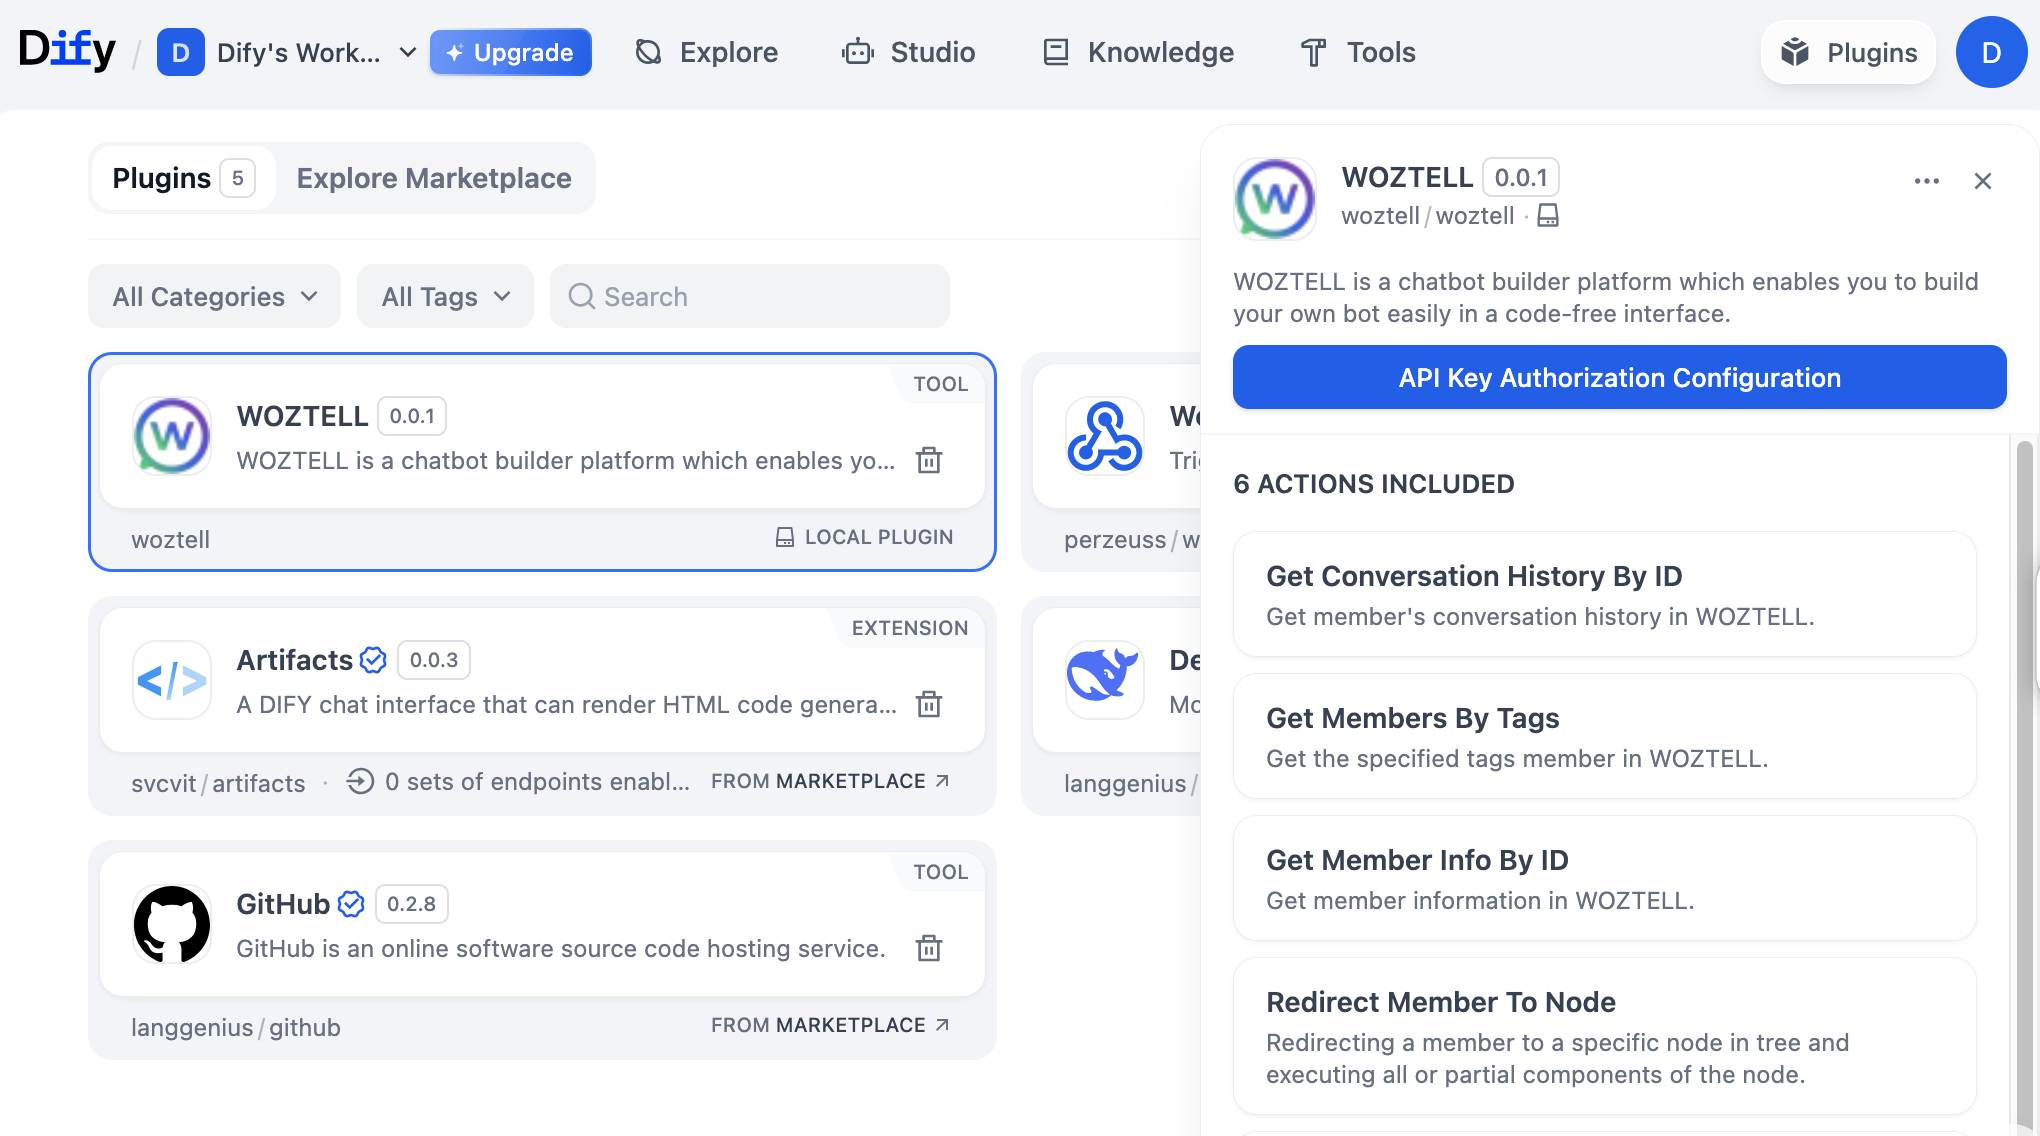 Dify / D Dify's Work... Upgrade Explore Studio Knowledge Tools Plugins D
Plugins 5 Explore Marketplace
All Categories All Tags Search
TOOL
WOZTELL 0.0.1
WOZTELL is a chatbot builder platform which enables yo...
woztell LOCAL PLUGIN
EXTENSION
Artifacts 0.0.3
A DIFY chat interface that can render HTML code genera...
svcvit / artifacts · 0 sets of endpoints enabl... FROM MARKETPLACE
TOOL
GitHub 0.2.8
GitHub is an online software source code hosting service.
langgenius / github FROM MARKETPLACE
perzeuss / w
langgenius /
WOZTELL 0.0.1
woztell / woztell ·
WOZTELL is a chatbot builder platform which enables you to build
your own bot easily in a code-free interface.
API Key Authorization Configuration
6 ACTIONS INCLUDED
Get Conversation History By ID
Get member's conversation history in WOZTELL.
Get Members By Tags
Get the specified tags member in WOZTELL.
Get Member Info By ID
Get member information in WOZTELL.
Redirect Member To Node
Redirecting a member to a specific node in tree and
executing all or partial components of the node.